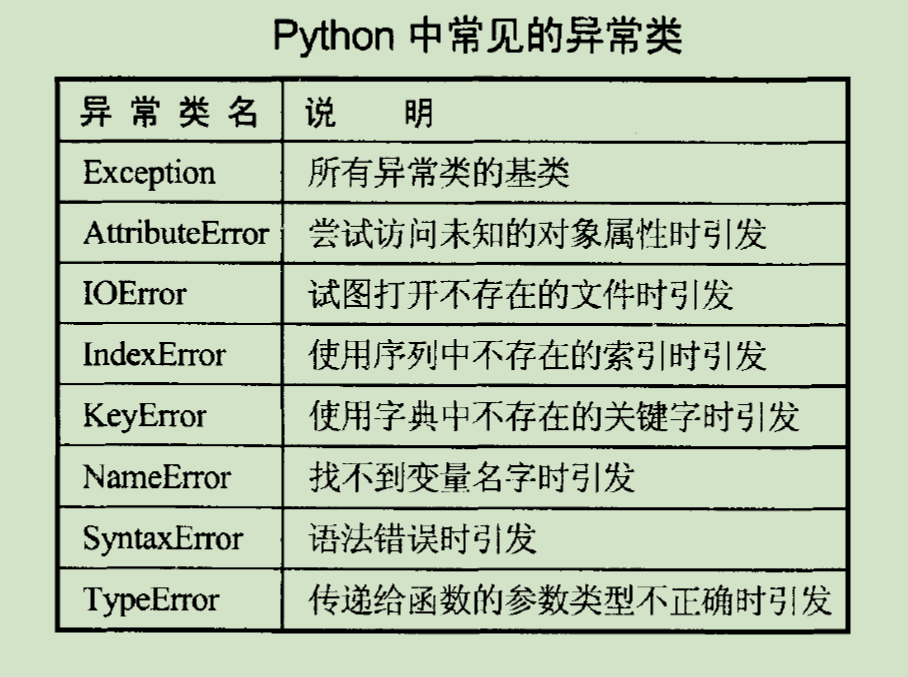 Python 中常见的异常类
异常类名 说 明
Exception 所有异常类的基类
AttributeError 尝试访问未知的对象属性时引发
IOError 试图打开不存在的文件时引发
IndexError 使用序列中不存在的索引时引发
KeyError 使用字典中不存在的关键字时引发
NameError 找不到变量名字时引发
SyntaxError 语法错误时引发
TypeError 传递给函数的参数类型不正确时引发